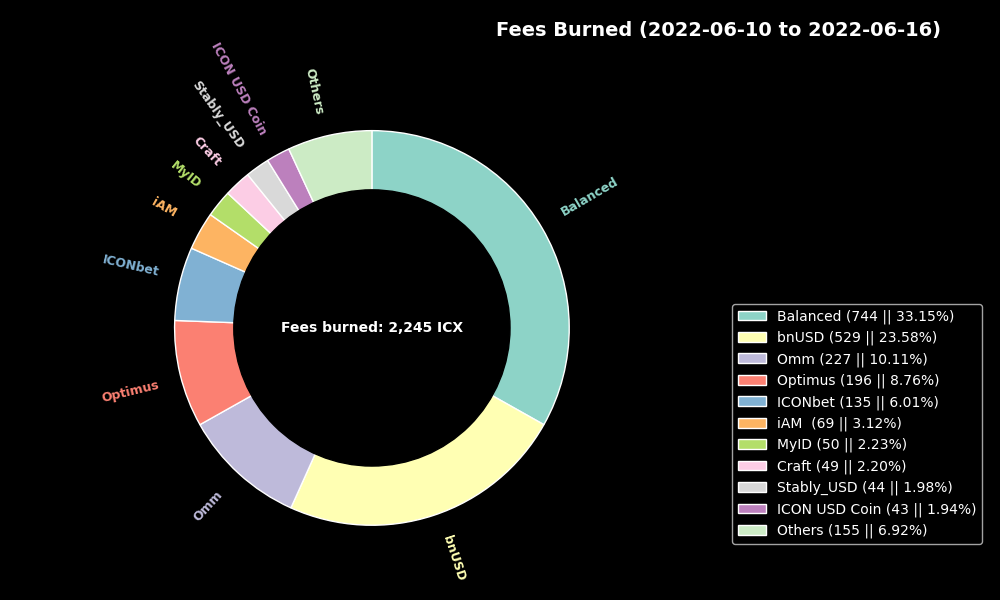 Fees Burned (2022-06-10 to 2022-06-16)
ICON USD Coin
Others
Stably_USD
Craft
MyID
iAM
Balanced
ICONbet
Fees burned: 2,245 ICX
Optimus
Omm
bnUSD
Balanced (744 || 33.15%)
bnUSD (529 || 23.58%)
Omm (227 || 10.11%)
Optimus (196 || 8.76%)
ICONbet (135 || 6.01%)
iAM  (69 || 3.12%)
MyID (50 || 2.23%)
Craft (49 || 2.20%)
Stably_USD (44 || 1.98%)
ICON USD Coin (43 || 1.94%)
Others (155 || 6.92%)